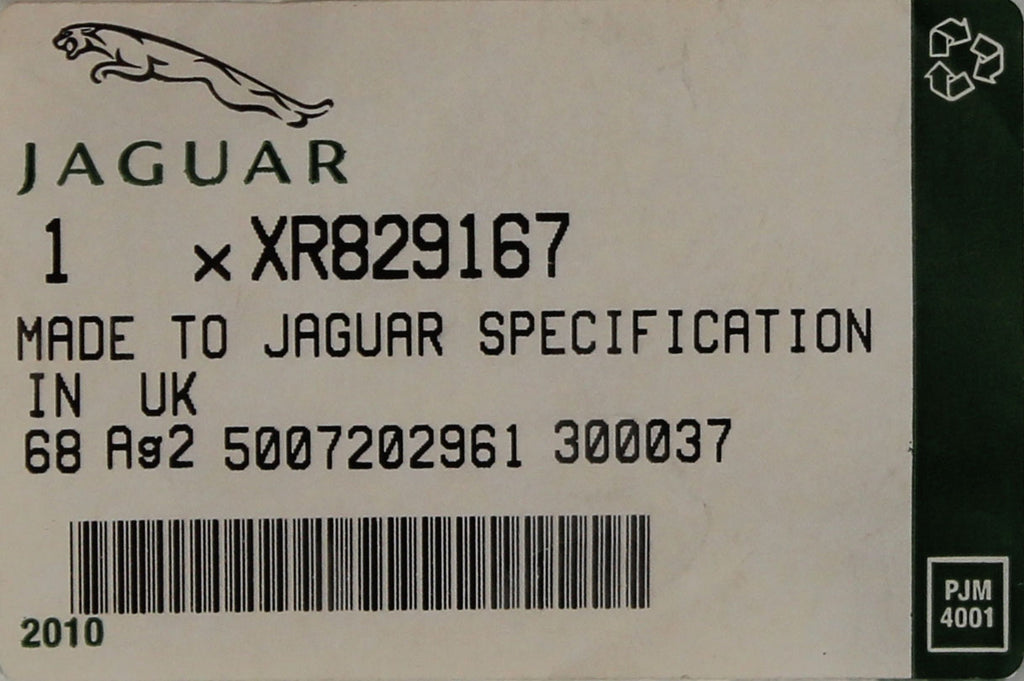 JAGUAR
1 x XR829167
MADE TO JAGUAR SPECIFICATION
IN UK
68 Ag2 5007202961 300037
2010
PJM
4001